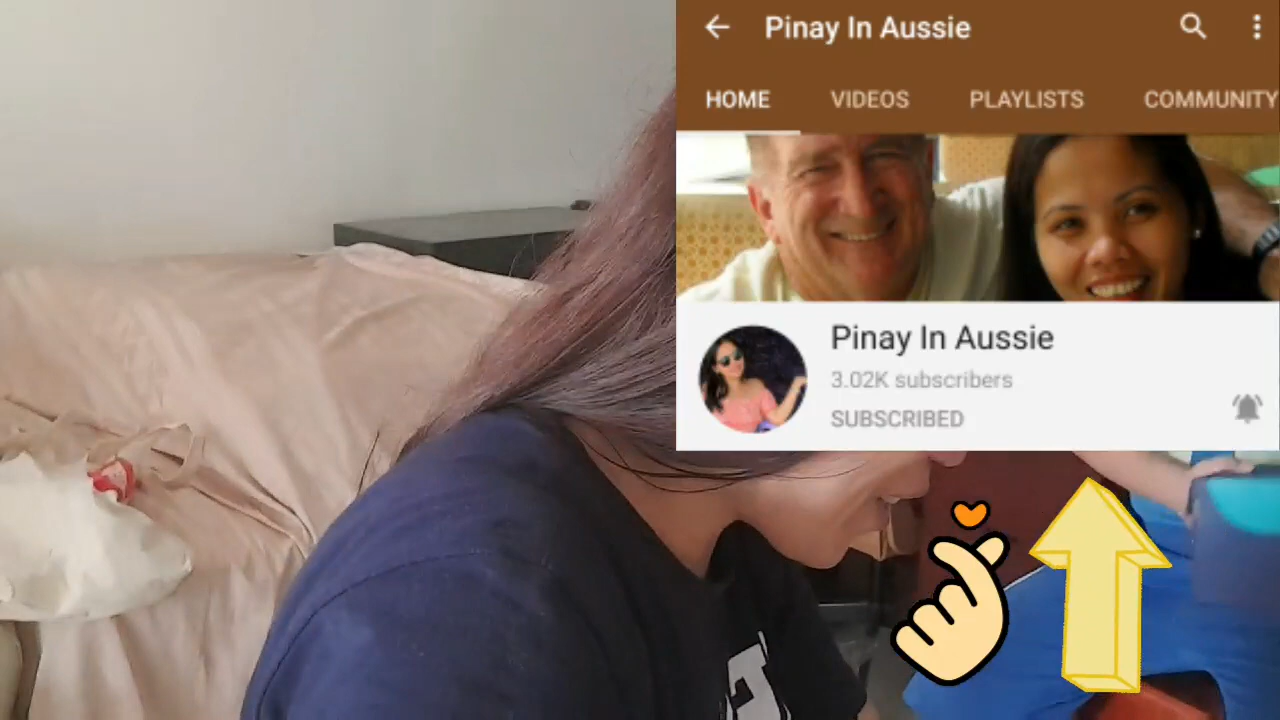 Pinay In Aussie
HOME VIDEOS PLAYLISTS COMMUNITY
Pinay In Aussie
3.02K subscribers
SUBSCRIBED